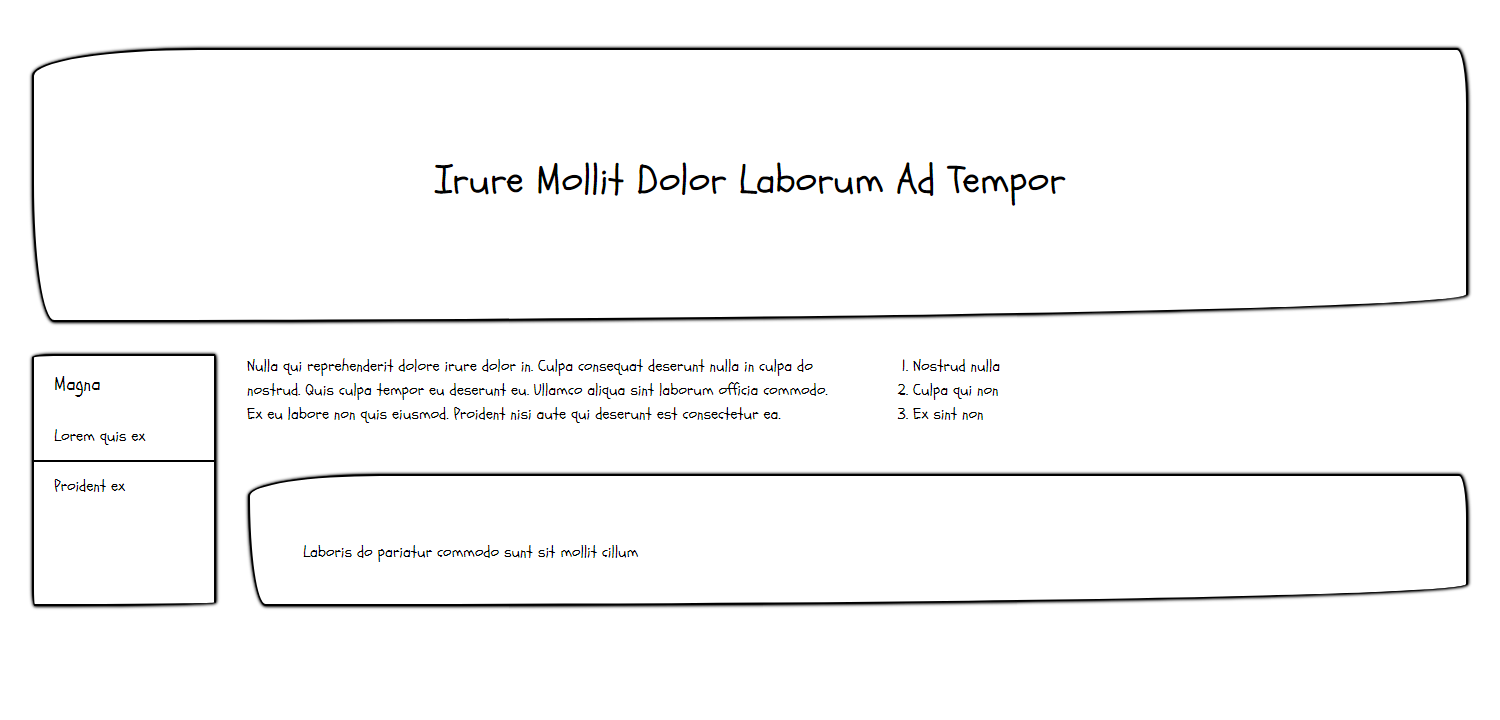 Irure Mollit Dolor Laborum Ad Tempor
Magna
Lorem quis ex
Proident ex
Nulla qui reprehenderit dolore irure dolor in. Culpa consequat deserunt nulla in culpa do
nostrud. Quis culpa tempor eu deserunt eu. Ullamco aliqua sint laborum officia commodo.
Ex eu labore non quis eiusmod. Proident nisi aute qui deserunt est consectetur ea.
1. Nostrud nulla
2. Culpa qui non
3. Ex sint non
Laboris do pariatur commodo sunt sit mollit cillum